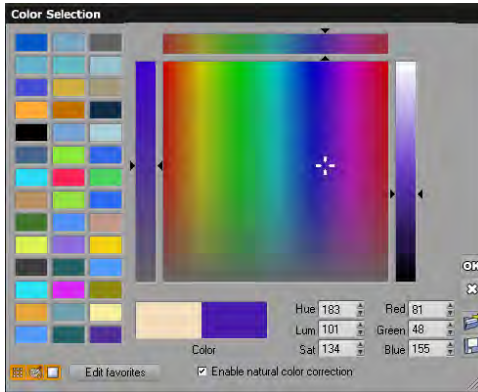 Color Selection
OK
Hue 183 Red 81
Lum 101 Green 48
Sat 134 Blue 155
Color
Edit favorites
Enable natural color correction